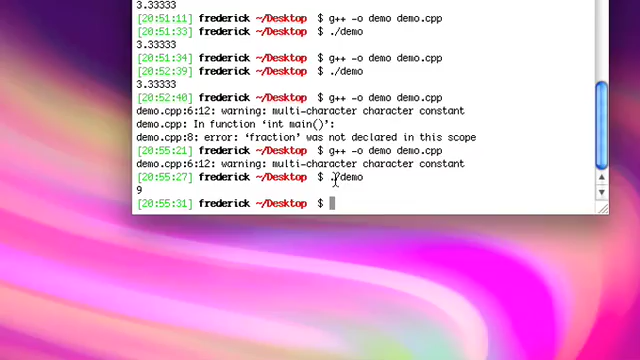 3.33333
[20:51:11] frederick ~/Desktop $ g++ -o demo demo.cpp
[20:51:33] frederick ~/Desktop $ ./demo
3.33333
[20:51:34] frederick ~/Desktop $ g++ -o demo demo.cpp
[20:52:39] frederick ~/Desktop $ ./demo
3.33333
[20:52:40] frederick ~/Desktop $ g++ -o demo demo.cpp
demo.cpp:6:12: warning: multi-character character constant
demo.cpp: In function ‘int main()’:
demo.cpp:8: error: ‘fraction’ was not declared in this scope
[20:55:21] frederick ~/Desktop $ g++ -o demo demo.cpp
demo.cpp:6:12: warning: multi-character character constant
[20:55:27] frederick ~/Desktop $ ./demo
9
[20:55:31] frederick ~/Desktop $